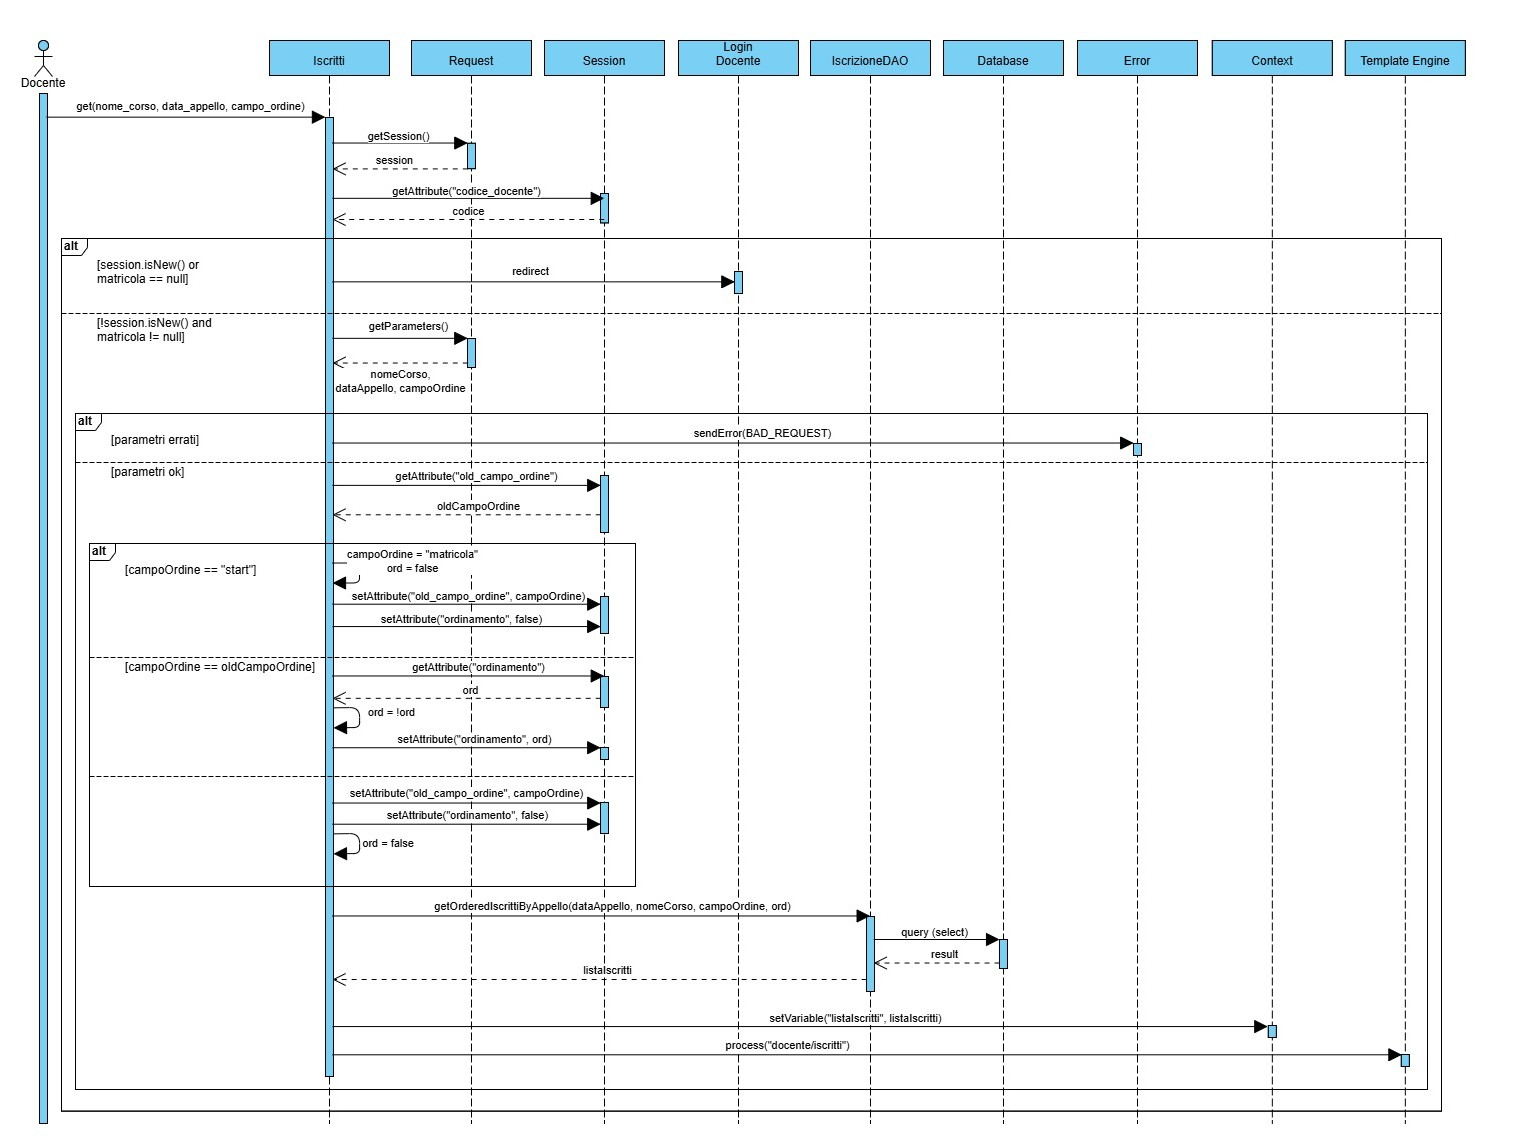 Docente
Iscritti
Request
Session
Login
Docente
IscrizioneDAO
Database
Error
Context
Template Engine
get(nome_corso, data_appello, campo_ordine)
getSession()
session
getAttribute("codice_docente")
codice
alt
[session.isNew() or
matricola == null]
redirect
[!session.isNew() and
matricola != null]
getParameters()
nomeCorso,
dataAppello, campoOrdine
alt
[parametri errati]
sendError(BAD_REQUEST)
[parametri ok]
getAttribute("old_campo_ordine")
oldCampoOrdine
alt
[campoOrdine == "start"]
campoOrdine = "matricola"
ord = false
setAttribute("old_campo_ordine", campoOrdine)
setAttribute("ordinamento", false)
[campoOrdine == oldCampoOrdine]
getAttribute("ordinamento")
ord
ord = !ord
setAttribute("ordinamento", ord)
setAttribute("old_campo_ordine", campoOrdine)
setAttribute("ordinamento", false)
ord = false
getOrderedIscrittiByAppello(dataAppello, nomeCorso, campoOrdine, ord)
query (select)
result
listaIscritti
setVariable("listaIscritti", listaIscritti)
process("docente/iscritti")